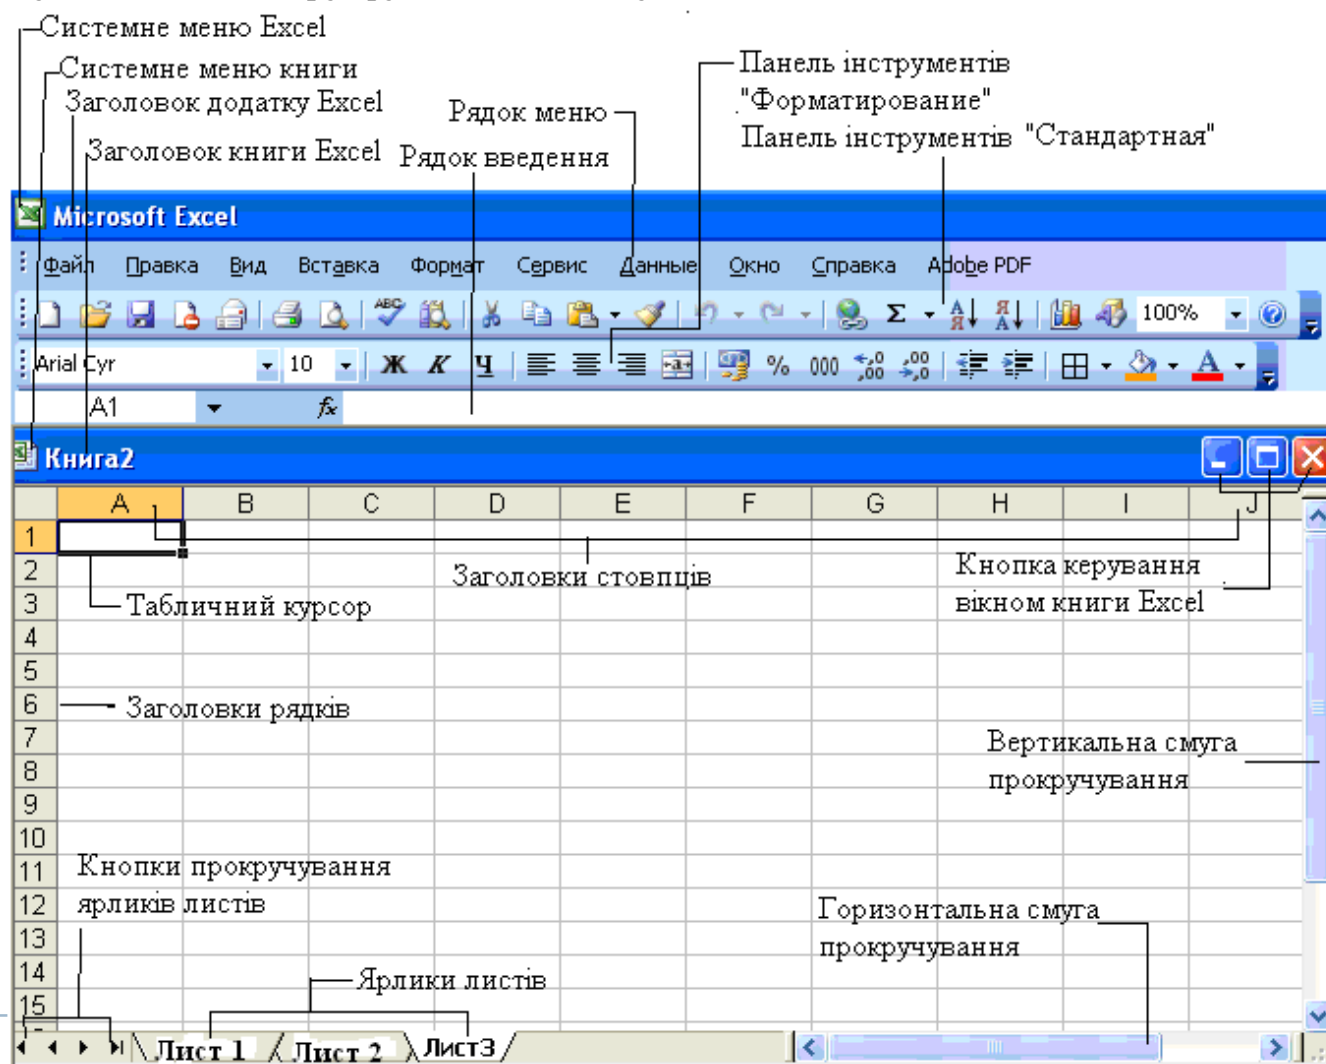 Системне меню Excel
Системне меню книги
Заголовок додатку Excel
Заголовок книги Excel
Рядок введення
Рядок меню
Панель інструментів
"Форматирование"
Панель інструментів "Стандартная"
Microsoft Excel
Файл Правка Вид Вставка Формат Сервис Данные Окно Справка Adobe PDF
100%
Arial Cyr 10 Ж К Ч % 000
A1 fx
Книга2
A B C D E F G H I J
1
2
3
4
5
6
7
8
9
10
11
12
13
14
15
Заголовки стовпців
Кнопка керування
вікном книги Excel
Табличний курсор
Заголовки рядків
Вертикальна смуга
прокручування
Кнопки прокручування
ярликів листів
Горизонтальна смуга
прокручування
Ярлики листів
Лист 1 Лист 2 Лист3